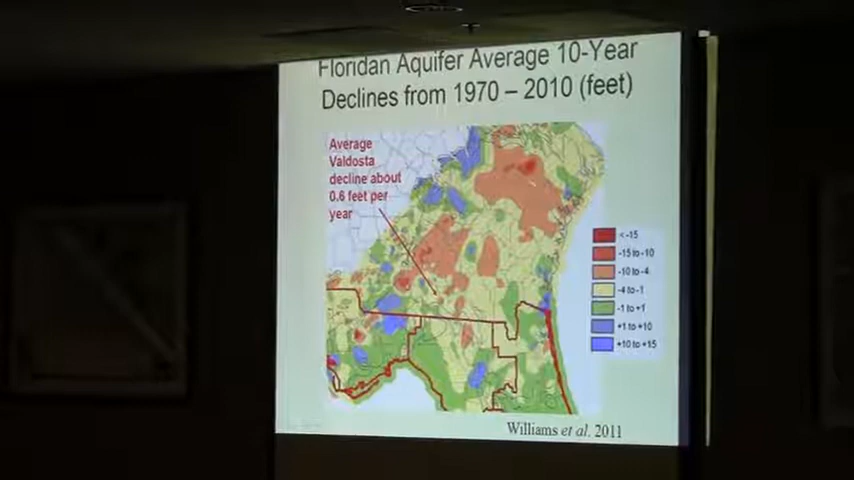 Floridan Aquifer Average 10-Year
Declines from 1970 – 2010 (feet)
Average
Valdosta
decline about
0.6 feet per
year
< -15
-15 to -10
-10 to -4
-4 to -1
-1 to +1
+1 to +10
+10 to +15
Williams et al. 2011